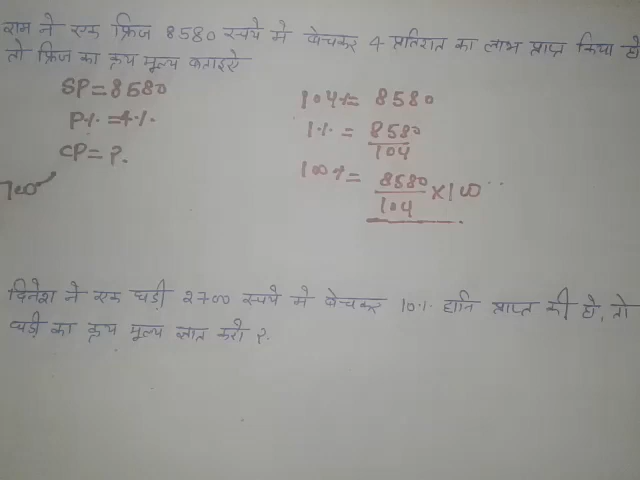 राम ने एक फ्रिज 8580 रुपये मे बेचकर 4 प्रतिशत का लाभ प्राप्त किया हो
तो फ्रिज का क्रय मूल्य बताइऐ
SP = 8580
P% = 4%
CP = ?
104% = 8580
1% = 8580
104
100% = 8580 × 100
104
दिनेश ने एक घड़ी 2700 रुपये मे बेचकर 10% हानि प्राप्त की हो, तो
घड़ी का क्रय मूल्य ज्ञात करो ?